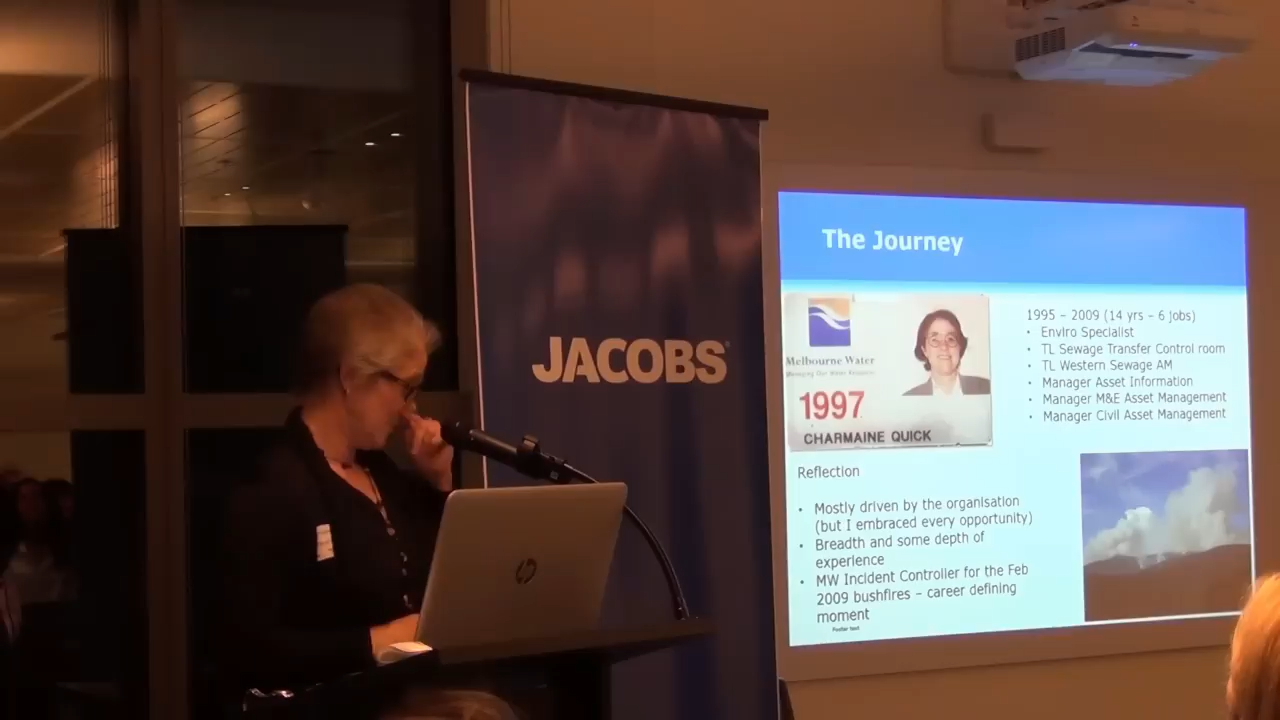 JACOBS
hp
The Journey
Melbourne Water
1997
CHARMAINE QUICK
1995 – 2009 (14 yrs – 6 jobs)
• Enviro Specialist
• TL Sewage Transfer Control room
• TL Western Sewage AM
• Manager Asset Information
• Manager M&E Asset Management
• Manager Civil Asset Management
Reflection
• Mostly driven by the organisation
(but I embraced every opportunity)
• Breadth and some depth of
experience
• MW Incident Controller for the Feb
2009 bushfires – career defining
moment
Footer text